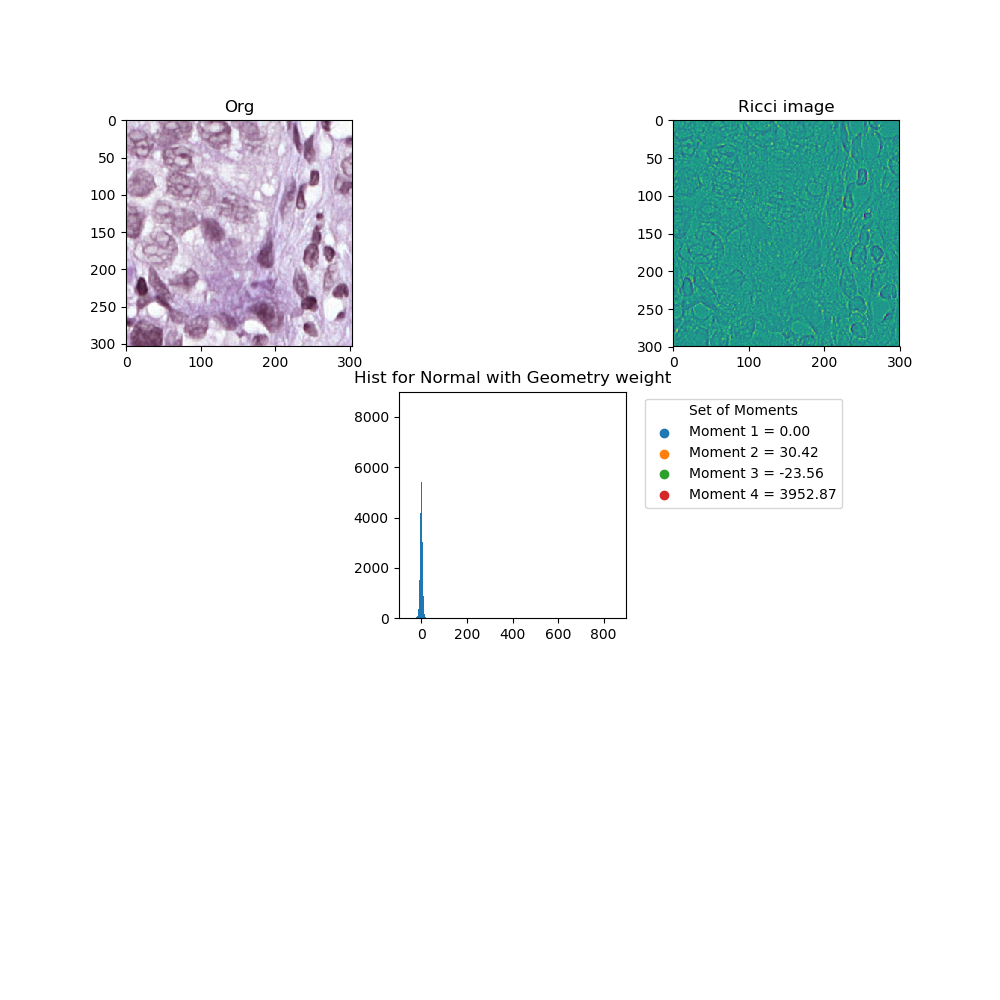 Org
0
50
100
150
200
250
300
0 100 200 300
Ricci image
0
50
100
150
200
250
300
0 100 200 300
Hist for Normal with Geometry weight
8000
6000
4000
2000
0
0 200 400 600 800
Set of Moments
Moment 1 = 0.00
Moment 2 = 30.42
Moment 3 = -23.56
Moment 4 = 3952.87